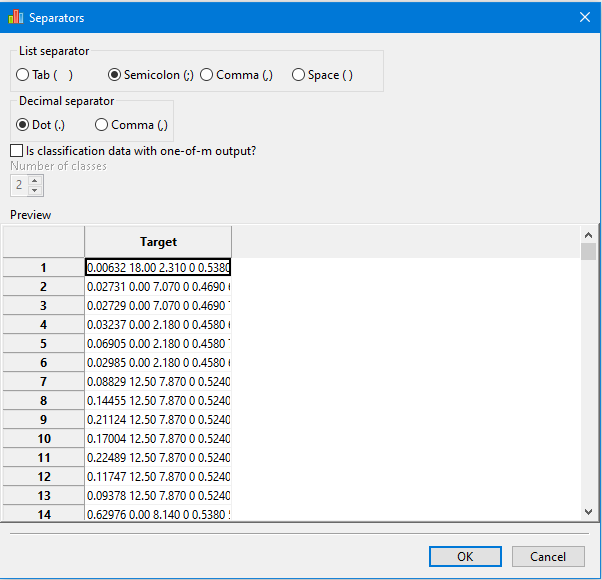 Separators
List separator
Tab (    ) Semicolon (;) Comma (,) Space ( )
Decimal separator
Dot (.) Comma (,)
Is classification data with one-of-m output?
Number of classes
2
Preview
Target
1 0.00632 18.00 2.310 0 0.5380
2 0.02731 0.00 7.070 0 0.4690
3 0.02729 0.00 7.070 0 0.4690
4 0.03237 0.00 2.180 0 0.4580
5 0.06905 0.00 2.180 0 0.4580
6 0.02985 0.00 2.180 0 0.4580
7 0.08829 12.50 7.870 0 0.5240
8 0.14455 12.50 7.870 0 0.5240
9 0.21124 12.50 7.870 0 0.5240
10 0.17004 12.50 7.870 0 0.5240
11 0.22489 12.50 7.870 0 0.5240
12 0.11747 12.50 7.870 0 0.5240
13 0.09378 12.50 7.870 0 0.5240
14 0.62976 0.00 8.140 0 0.5380
OK Cancel